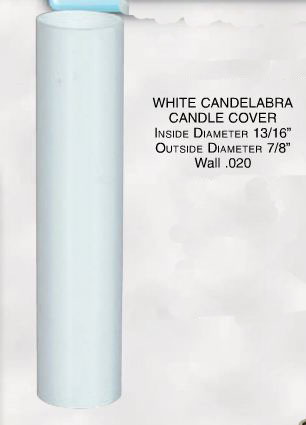 WHITE CANDELABRA
CANDLE COVER
INSIDE DIAMETER 13/16"
OUTSIDE DIAMETER 7/8"
Wall .020